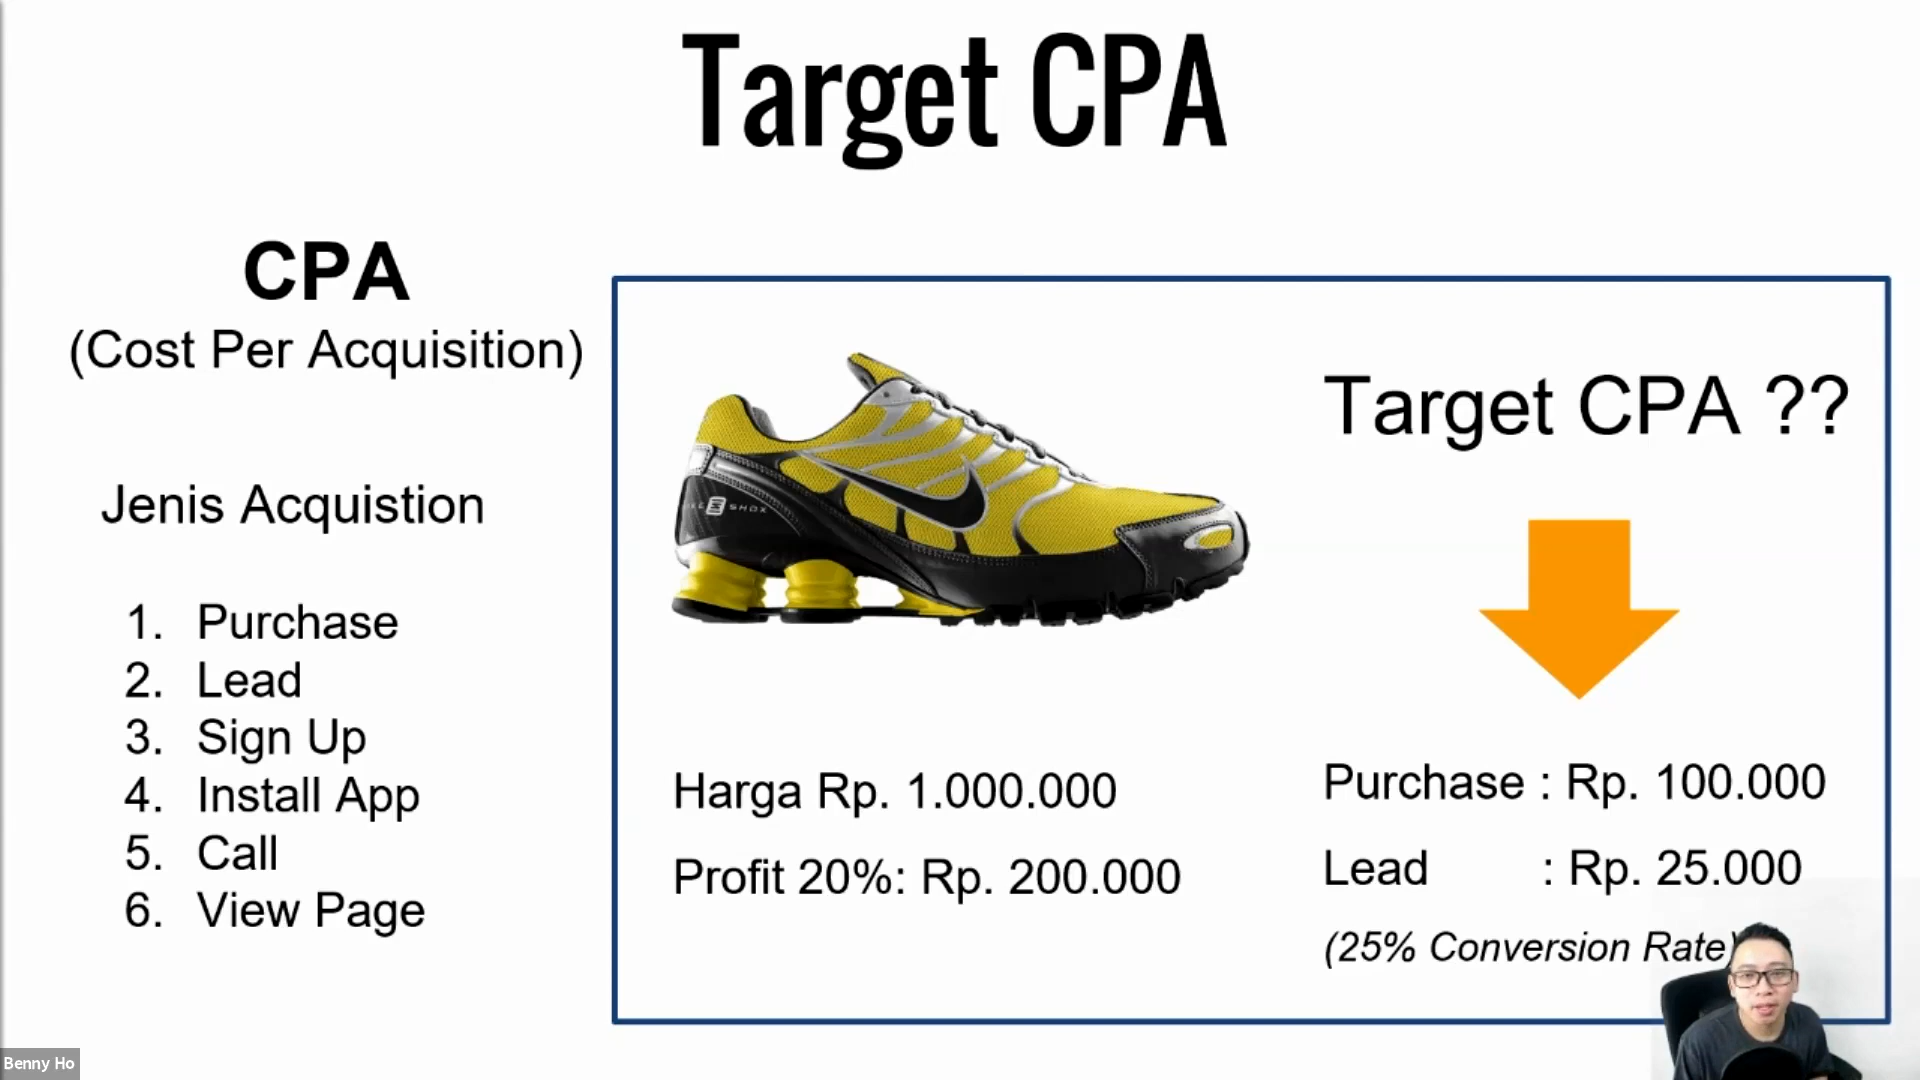 Target CPA
CPA
(Cost Per Acquisition)
Jenis Acquistion
1. Purchase
2. Lead
3. Sign Up
4. Install App
5. Call
6. View Page
SHOX
Harga Rp. 1.000.000
Profit 20%: Rp. 200.000
Target CPA ??
Purchase : Rp. 100.000
Lead : Rp. 25.000
(25% Conversion Rate)
Benny Ho